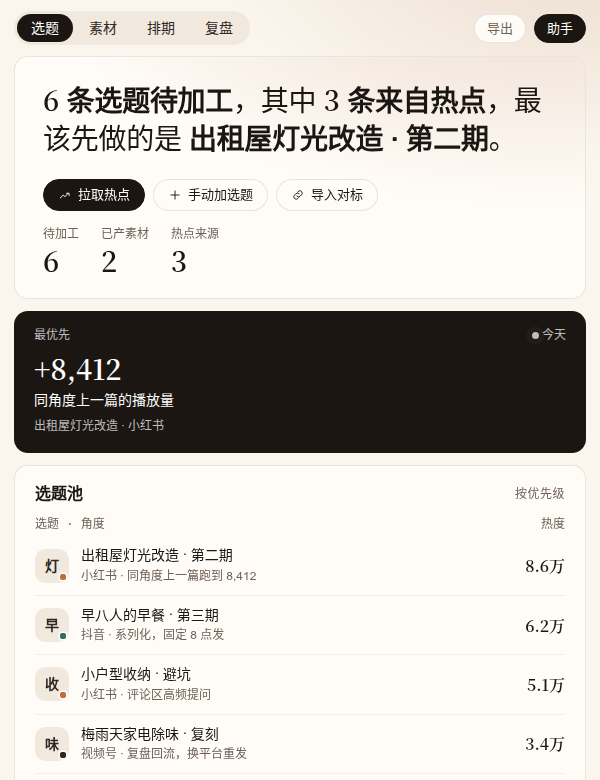 选题 素材 排期 复盘 导出 助手
6 条选题待加工，其中 3 条来自热点，最
该先做的是 出租屋灯光改造 · 第二期。
拉取热点 手动加选题 导入对标
待加工 已产素材 热点来源
6 2 3
最优先 今天
+8,412
同角度上一篇的播放量
出租屋灯光改造 · 小红书
选题池 按优先级
选题 · 角度 热度
灯 出租屋灯光改造 · 第二期 8.6万
小红书 · 同角度上一篇跑到 8,412
早 早八人的早餐 · 第三期 6.2万
抖音 · 系列化，固定 8 点发
收 小户型收纳 · 避坑 5.1万
小红书 · 评论区高频提问
味 梅雨天家电除味 · 复刻 3.4万
视频号 · 复盘回流，换平台重发